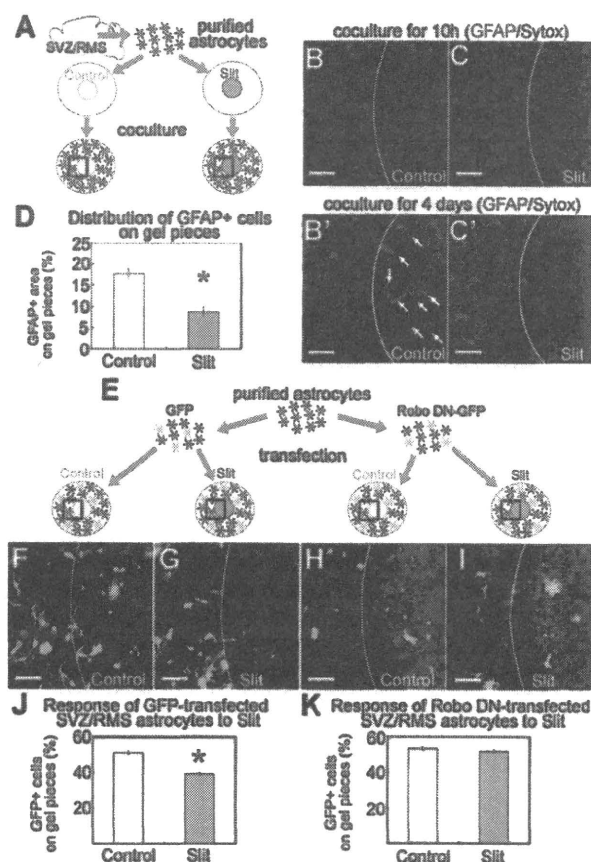 A
SVZ/RMS
purified
astrocytes
Control
Slit
coculture
coculture for 10h (GFAP/Sytox)
B
C
Control
Slit
D
Distribution of GFAP+ cells
on gel pieces
GFAP+ area
on gel pieces (%)
25
20
15
10
5
0
*
Control
Slit
coculture for 4 days (GFAP/Sytox)
B'
C'
Control
Slit
E
purified astrocytes
GFP
Robo DN-GFP
transfection
Control
Slit
Control
Slit
F
G
H
I
Control
Slit
Control
Slit
J
Response of GFP-transfected
SVZ/RMS astrocytes to Slit
GFP+ cells
on gel pieces (%)
60
40
20
*
Control
Slit
K
Response of Robo DN-transfected
SVZ/RMS astrocytes to Slit
GFP+ cells
on gel pieces (%)
60
40
20
Control
Slit